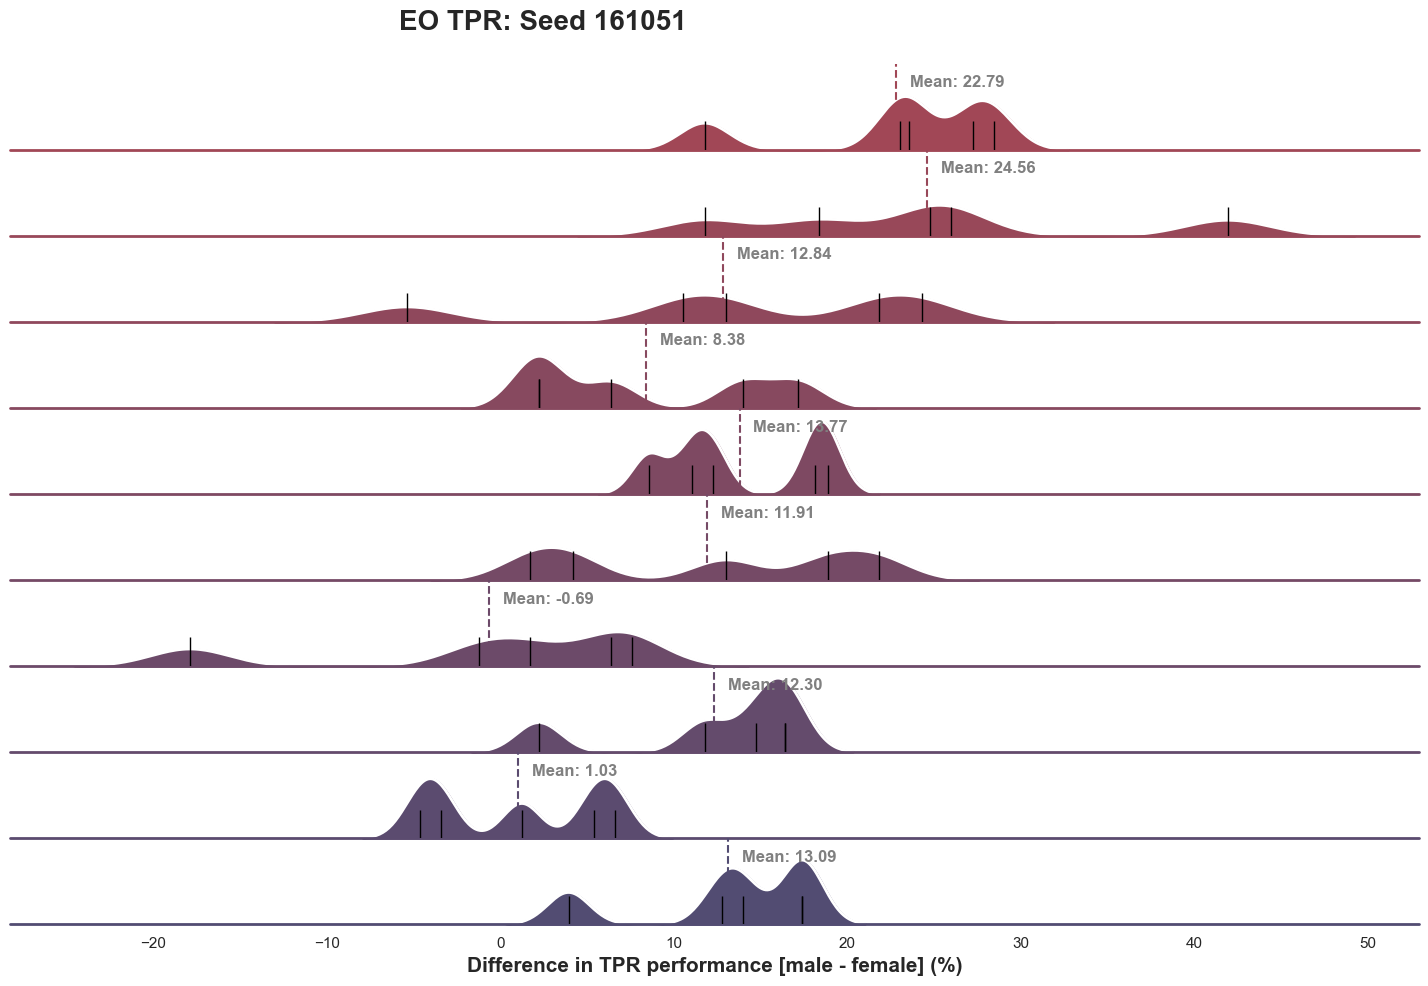 EO TPR: Seed 161051
Mean: 22.79
Mean: 24.56
Mean: 12.84
Mean: 8.38
Mean: 13.77
Mean: 11.91
Mean: -0.69
Mean: 12.30
Mean: 1.03
Mean: 13.09
−20 −10 0 10 20 30 40 50
Difference in TPR performance [male - female] (%)